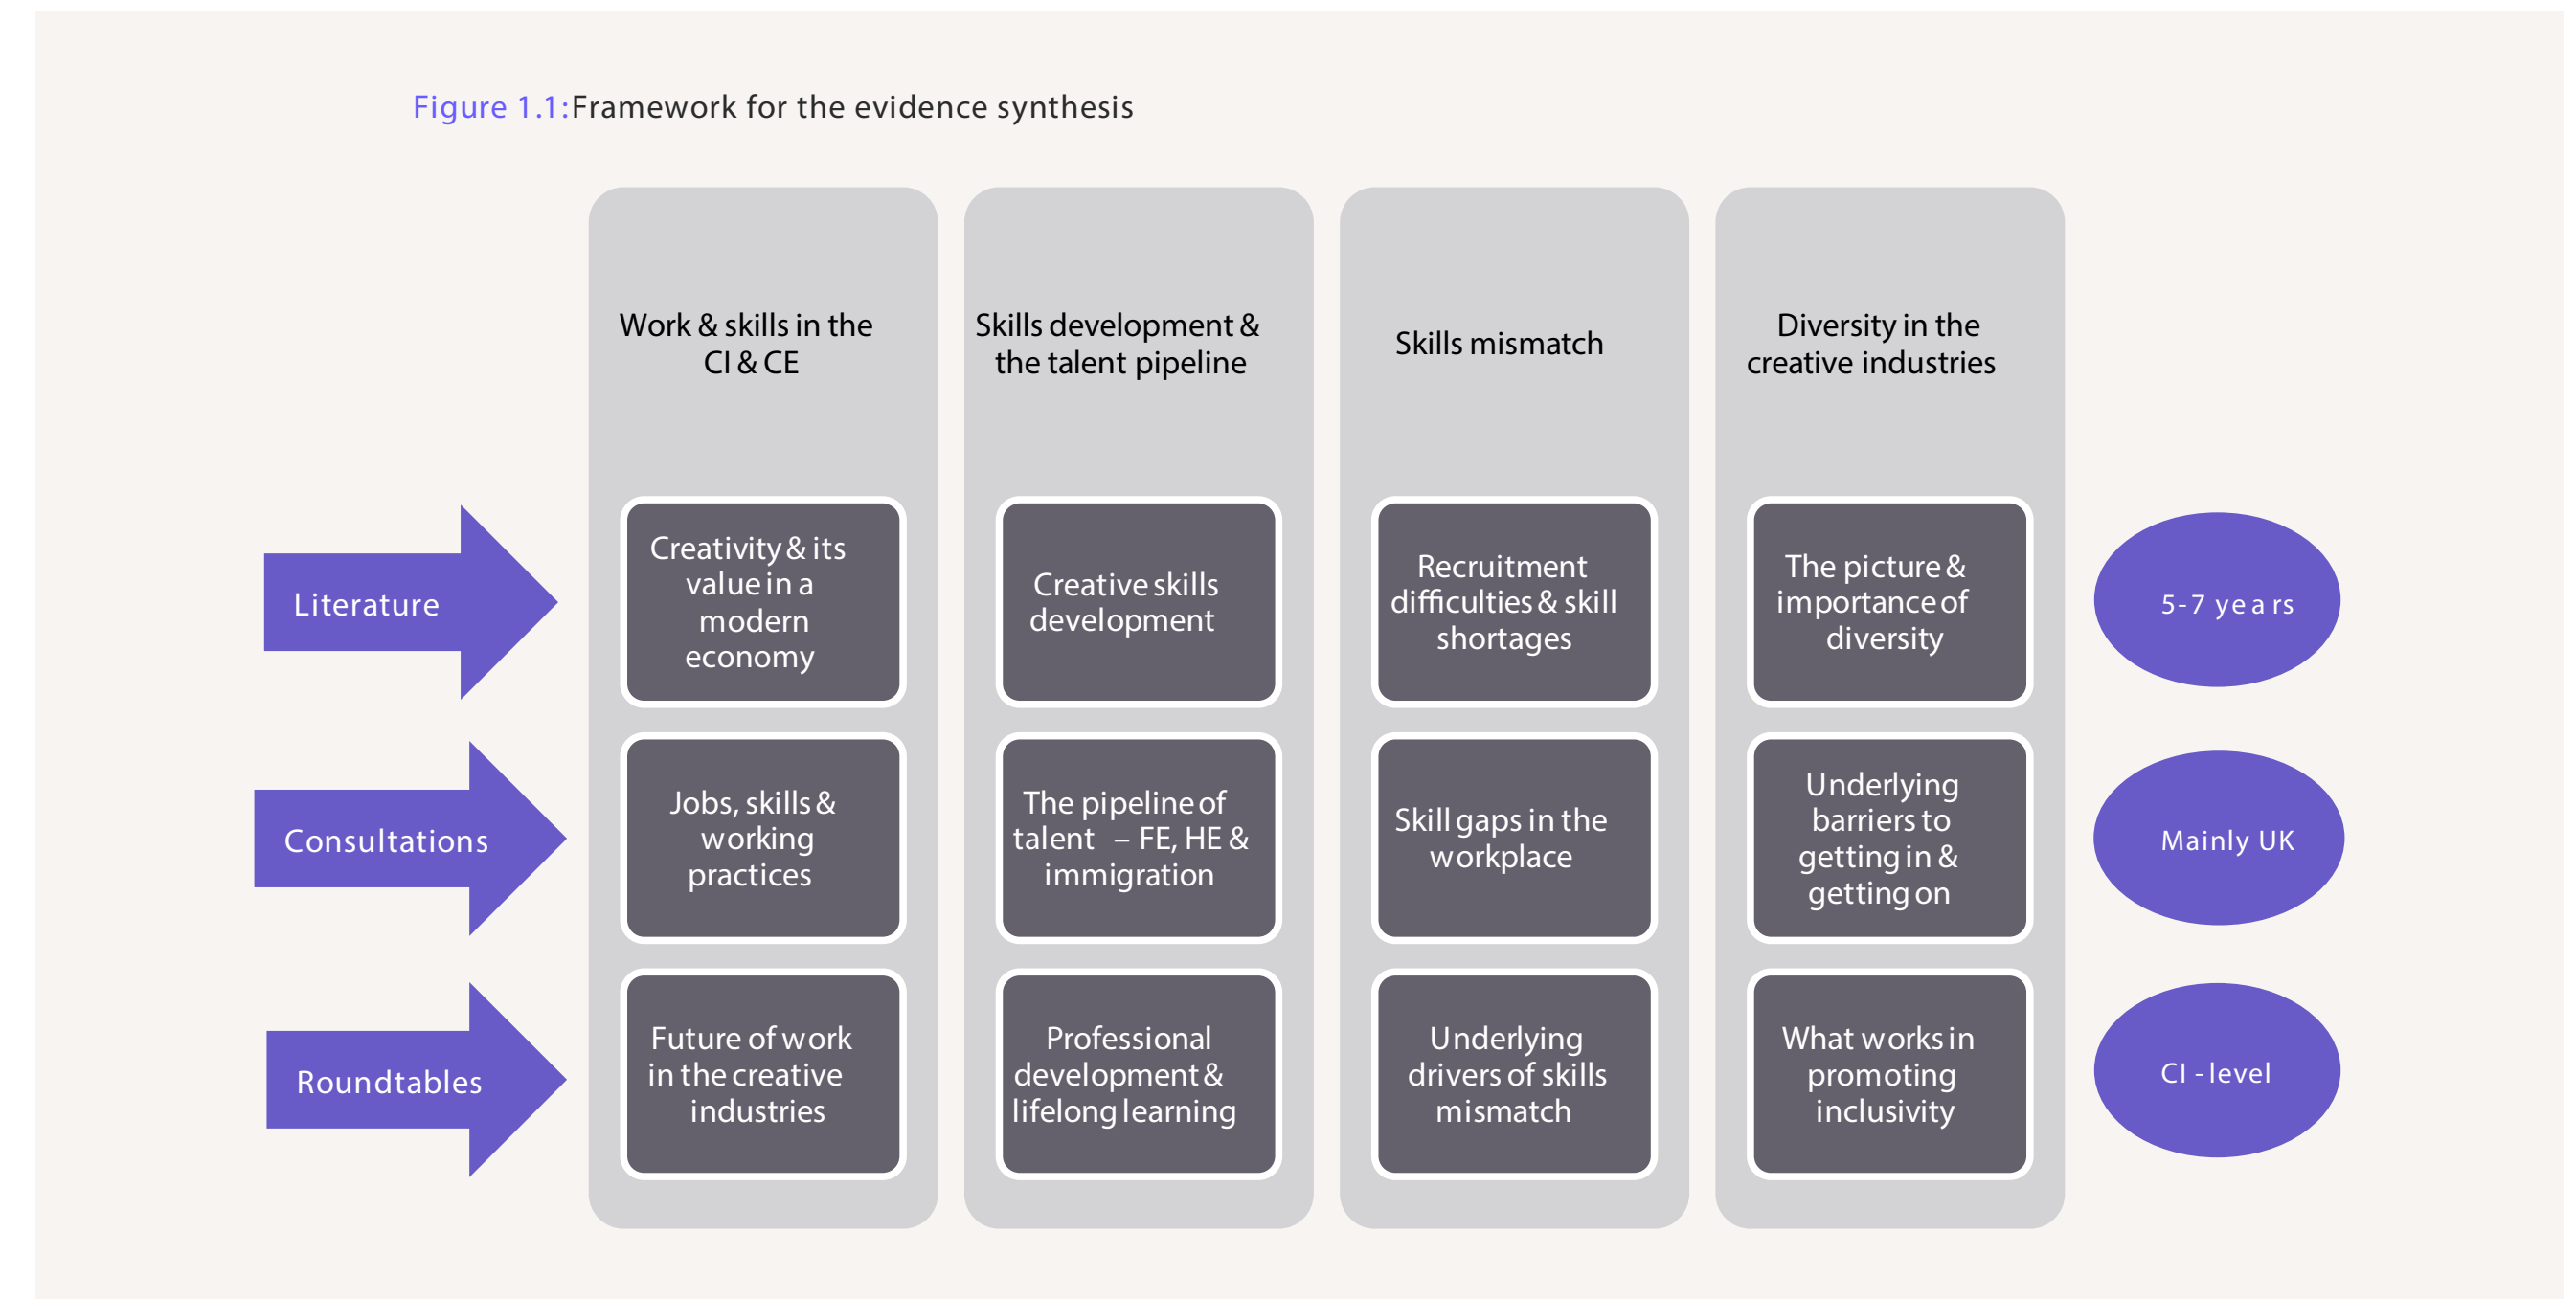 Figure 1.1:Framework for the evidence synthesis
Work & skills in the
CI & CE
Skills development &
the talent pipeline
Skills mismatch
Diversity in the
creative industries
Literature
Creativity & its
value in a
modern
economy
Creative skills
development
Recruitment
difficulties & skill
shortages
The picture &
importance of
diversity
5-7 years
Consultations
Jobs, skills &
working
practices
The pipeline of
talent – FE, HE &
immigration
Skill gaps in the
workplace
Underlying
barriers to
getting in &
getting on
Mainly UK
Roundtables
Future of work
in the creative
industries
Professional
development &
lifelong learning
Underlying
drivers of skills
mismatch
What works in
promoting
inclusivity
CI - level